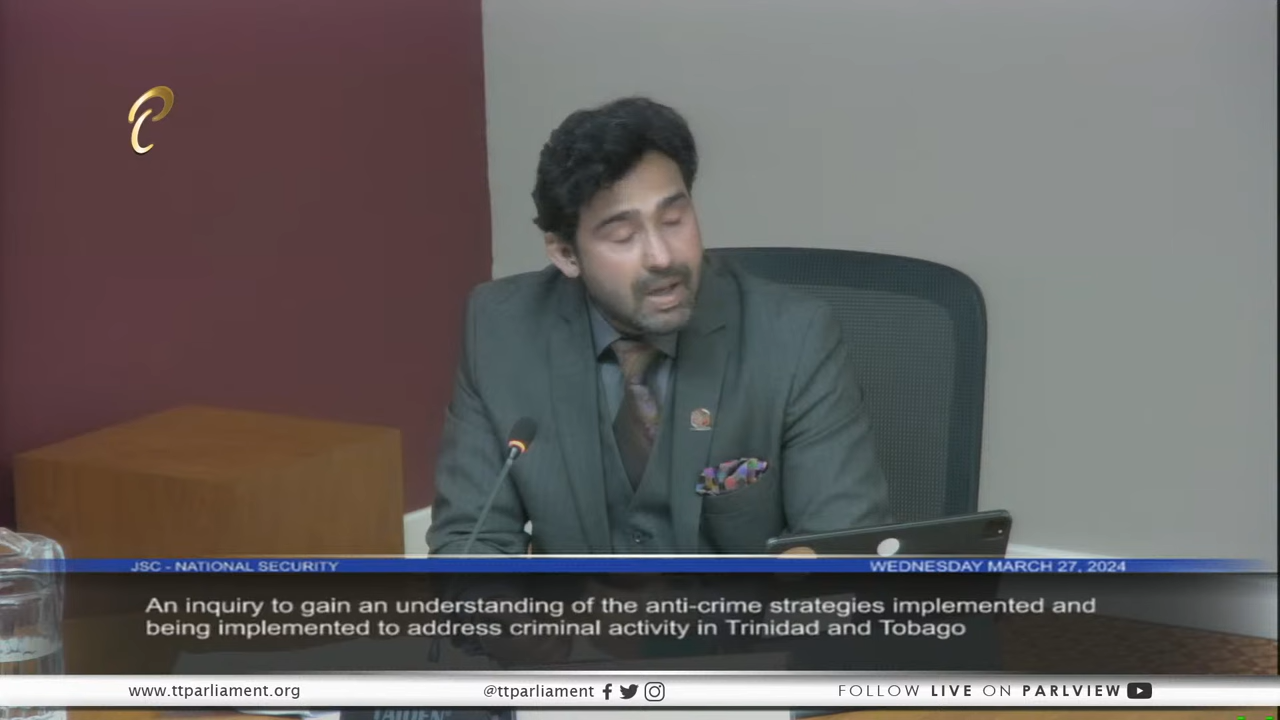 JSC - NATIONAL SECURITY
WEDNESDAY MARCH 27, 2024
An inquiry to gain an understanding of the anti-crime strategies implemented and
being implemented to address criminal activity in Trinidad and Tobago
www.ttparliament.org
@ttparliament
FOLLOW LIVE ON PARLVIEW
TAIDEN